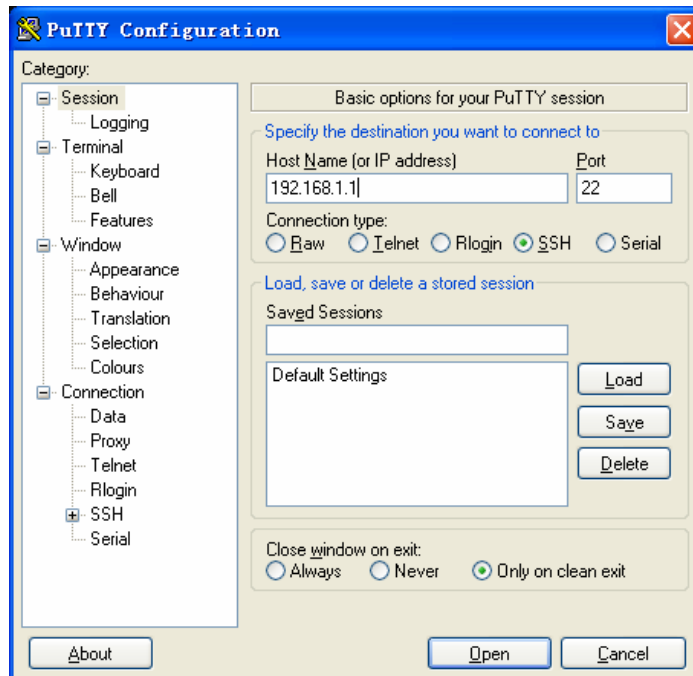 PuTTY Configuration
Category:
Session
Logging
Terminal
Keyboard
Bell
Features
Window
Appearance
Behaviour
Translation
Selection
Colours
Connection
Data
Proxy
Telnet
Rlogin
SSH
Serial
Basic options for your PuTTY session
Specify the destination you want to connect to
Host Name (or IP address) Port
192.168.1.1 22
Connection type:
Raw Telnet Rlogin SSH Serial
Load, save or delete a stored session
Saved Sessions
Default Settings
Load
Save
Delete
Close window on exit:
Always Never Only on clean exit
About Open Cancel